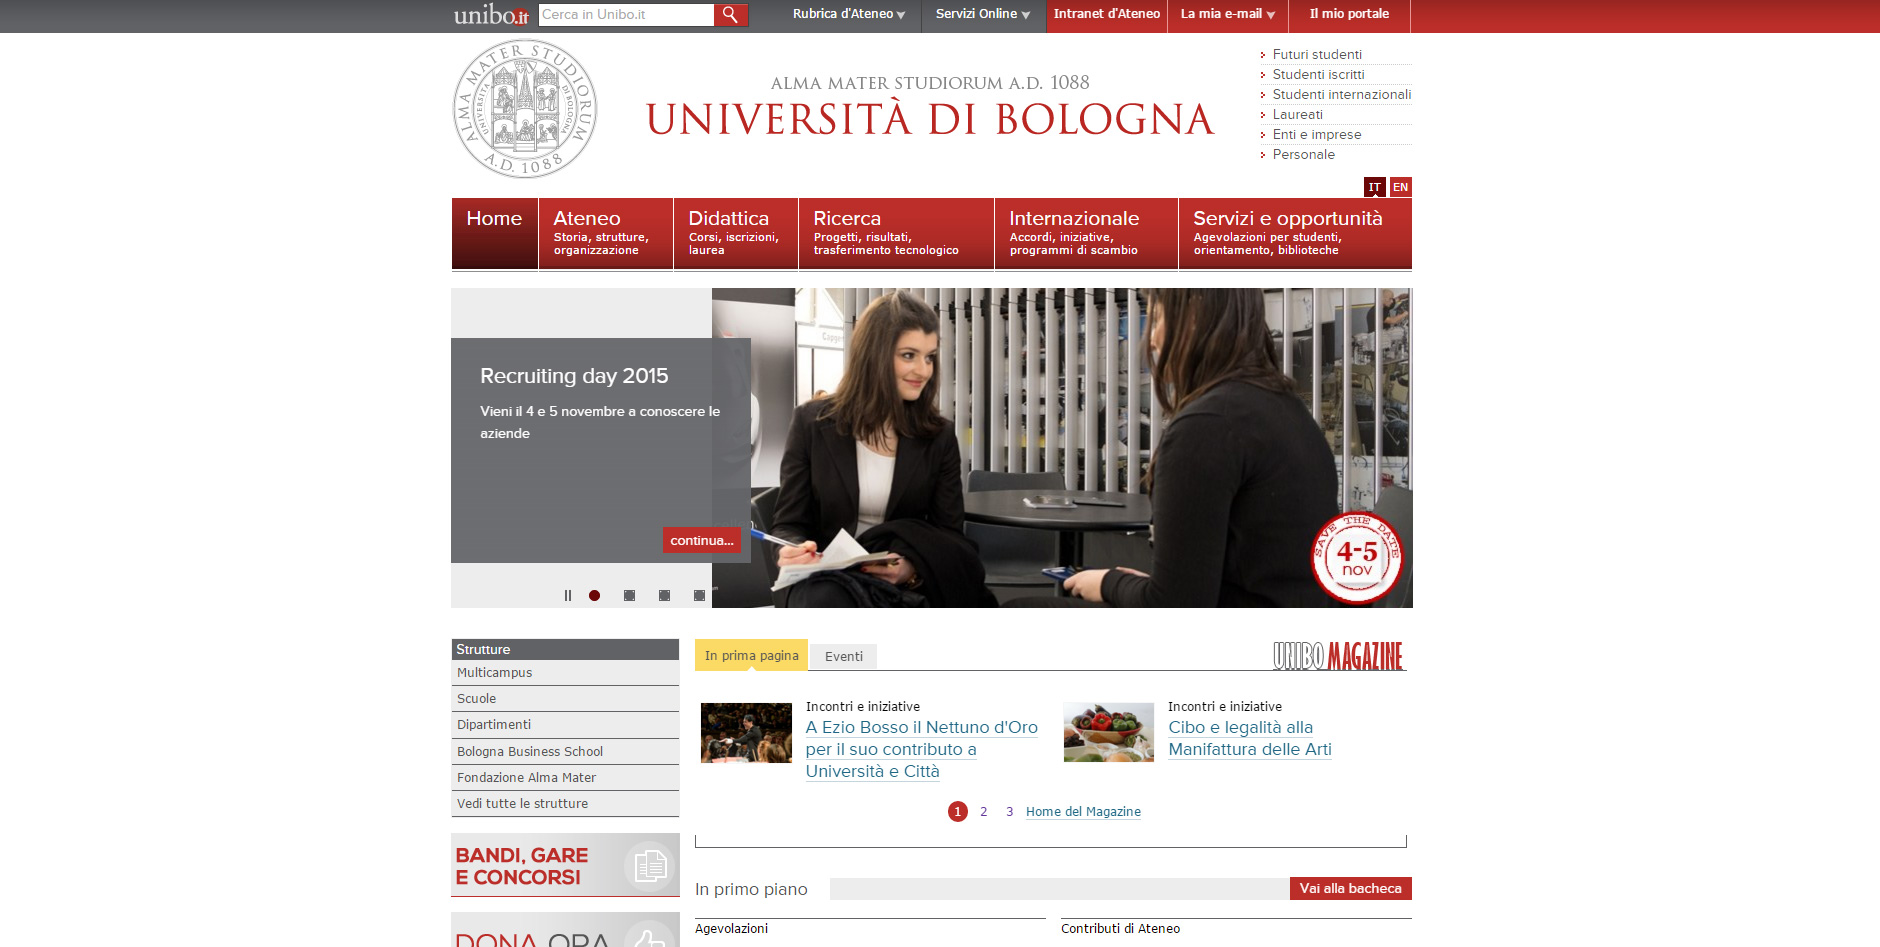 unibo.it
Cerca in Unibo.it
Rubrica d'Ateneo
Servizi Online
Intranet d'Ateneo
La mia e-mail
Il mio portale
ALMA MATER STUDIORUM
A.D. 1088
UNIVERSITÀ DI BOLOGNA
ALMA MATER STUDIORUM A.D. 1088
UNIVERSITÀ DI BOLOGNA
Futuri studenti
Studenti iscritti
Studenti internazionali
Laureati
Enti e imprese
Personale
IT
EN
Home
Ateneo
Storia, strutture,
organizzazione
Didattica
Corsi, iscrizioni,
laurea
Ricerca
Progetti, risultati,
trasferimento tecnologico
Internazionale
Accordi, iniziative,
programmi di scambio
Servizi e opportunità
Agevolazioni per studenti,
orientamento, biblioteche
Recruiting day 2015
Vieni il 4 e 5 novembre a conoscere le
aziende
continua...
SAVE THE DATE
4-5
nov
Strutture
Multicampus
Scuole
Dipartimenti
Bologna Business School
Fondazione Alma Mater
Vedi tutte le strutture
BANDI, GARE
E CONCORSI
DONA ORA
In prima pagina
Eventi
UNIBO MAGAZINE
Incontri e iniziative
A Ezio Bosso il Nettuno d'Oro
per il suo contributo a
Università e Città
Incontri e iniziative
Cibo e legalità alla
Manifattura delle Arti
1 2 3 Home del Magazine
In primo piano
Vai alla bacheca
Agevolazioni
Contributi di Ateneo